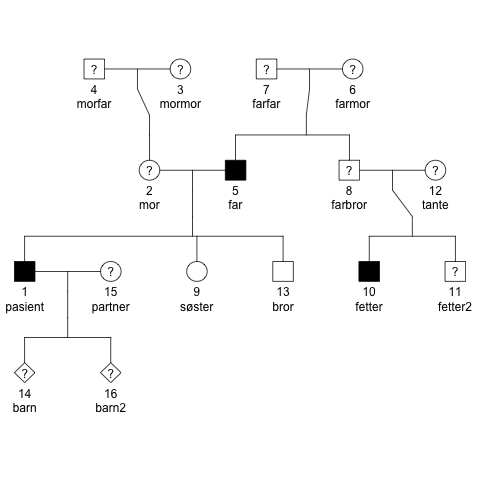 ? ? ? ?
4 3 7 6
morfar mormor farfar farmor
? ? ?
2 5 8 12
mor far farbror tante
? ?
1 15 9 13 10 11
pasient partner søster bror fetter fetter2
? ?
14 16
barn barn2